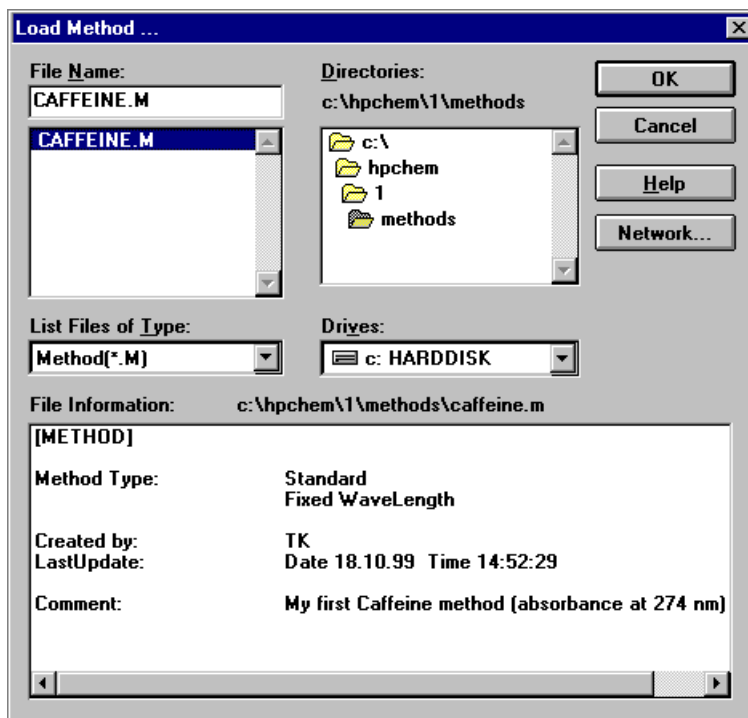 Load Method ...
File Name:
CAFFEINE.M
CAFFEINE.M
List Files of Type:
Method(*.M)
Directories:
c:\hpchem\1\methods
c:\
hpchem
1
methods
Drives:
c: HARDDISK
OK
Cancel
Help
Network...
File Information: c:\hpchem\1\methods\caffeine.m
[METHOD]
Method Type: Standard
Fixed WaveLength
Created by: TK
LastUpdate: Date 18.10.99 Time 14:52:29
Comment: My first Caffeine method (absorbance at 274 nm)